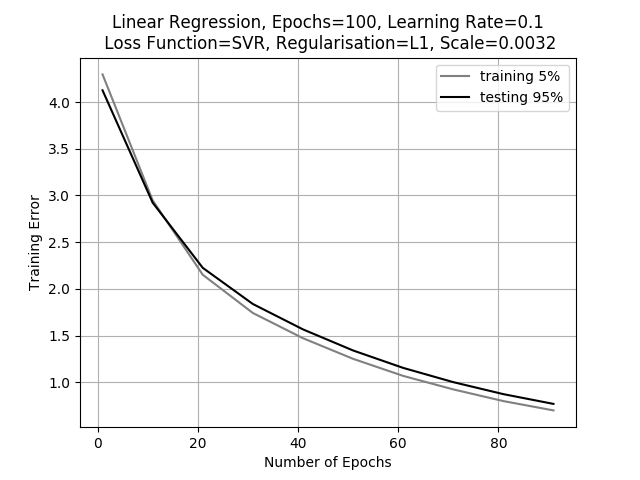 Linear Regression, Epochs=100, Learning Rate=0.1
Loss Function=SVR, Regularisation=L1, Scale=0.0032
training 5%
testing 95%
4.0
3.5
3.0
2.5
2.0
1.5
1.0
Training Error
0 20 40 60 80
Number of Epochs